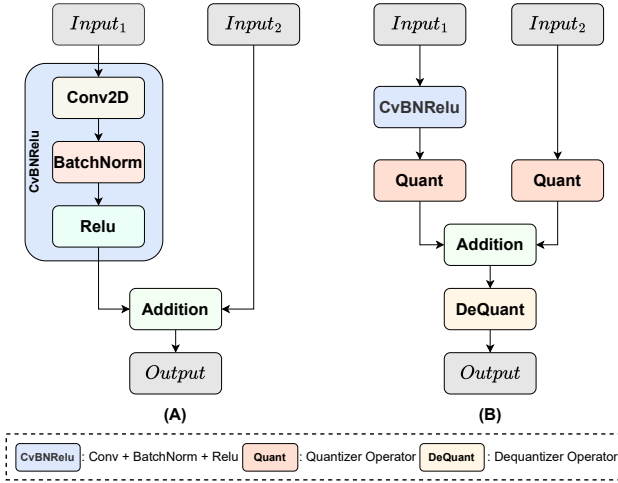 Input₁
Input₂
Conv2D
BatchNorm
Relu
CvBNRelu
Addition
Output
(A)
Input₁
Input₂
CvBNRelu
Quant
Quant
Addition
DeQuant
Output
(B)
CvBNRelu : Conv + BatchNorm + Relu Quant : Quantizer Operator DeQuant : Dequantizer Operator